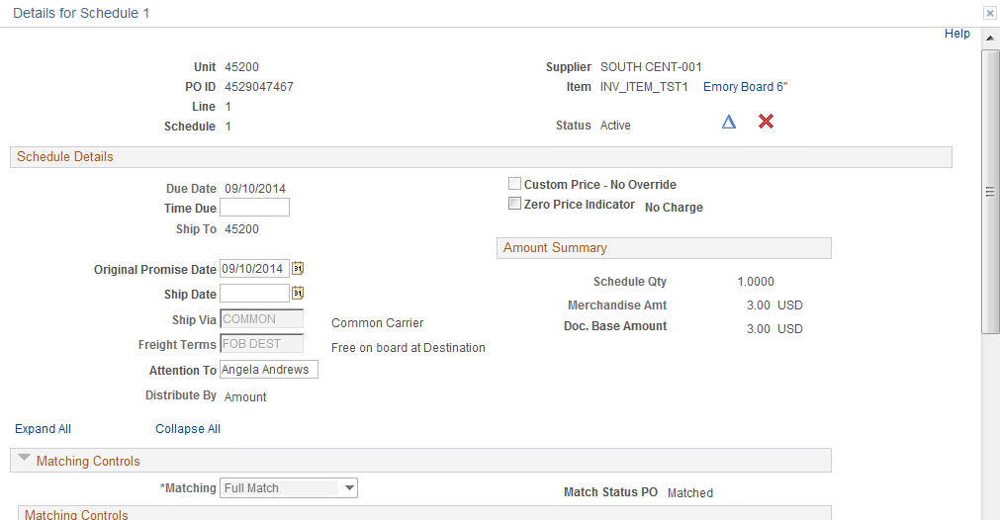 Details for Schedule 1
Help
Unit 45200
Supplier SOUTH CENT-001
PO ID 4529047467
Item INV_ITEM_TST1 Emory Board 6"
Line 1
Schedule 1
Status Active
Schedule Details
Due Date 09/10/2014
Custom Price - No Override
Time Due
Zero Price Indicator No Charge
Ship To 45200
Amount Summary
Original Promise Date 09/10/2014 31
Schedule Qty 1.0000
Ship Date 31
Merchandise Amt 3.00 USD
Ship Via COMMON Common Carrier
Doc. Base Amount 3.00 USD
Freight Terms FOB DEST Free on board at Destination
Attention To Angela Andrews
Distribute By Amount
Expand All Collapse All
Matching Controls
*Matching Full Match
Match Status PO Matched
Matching Controls